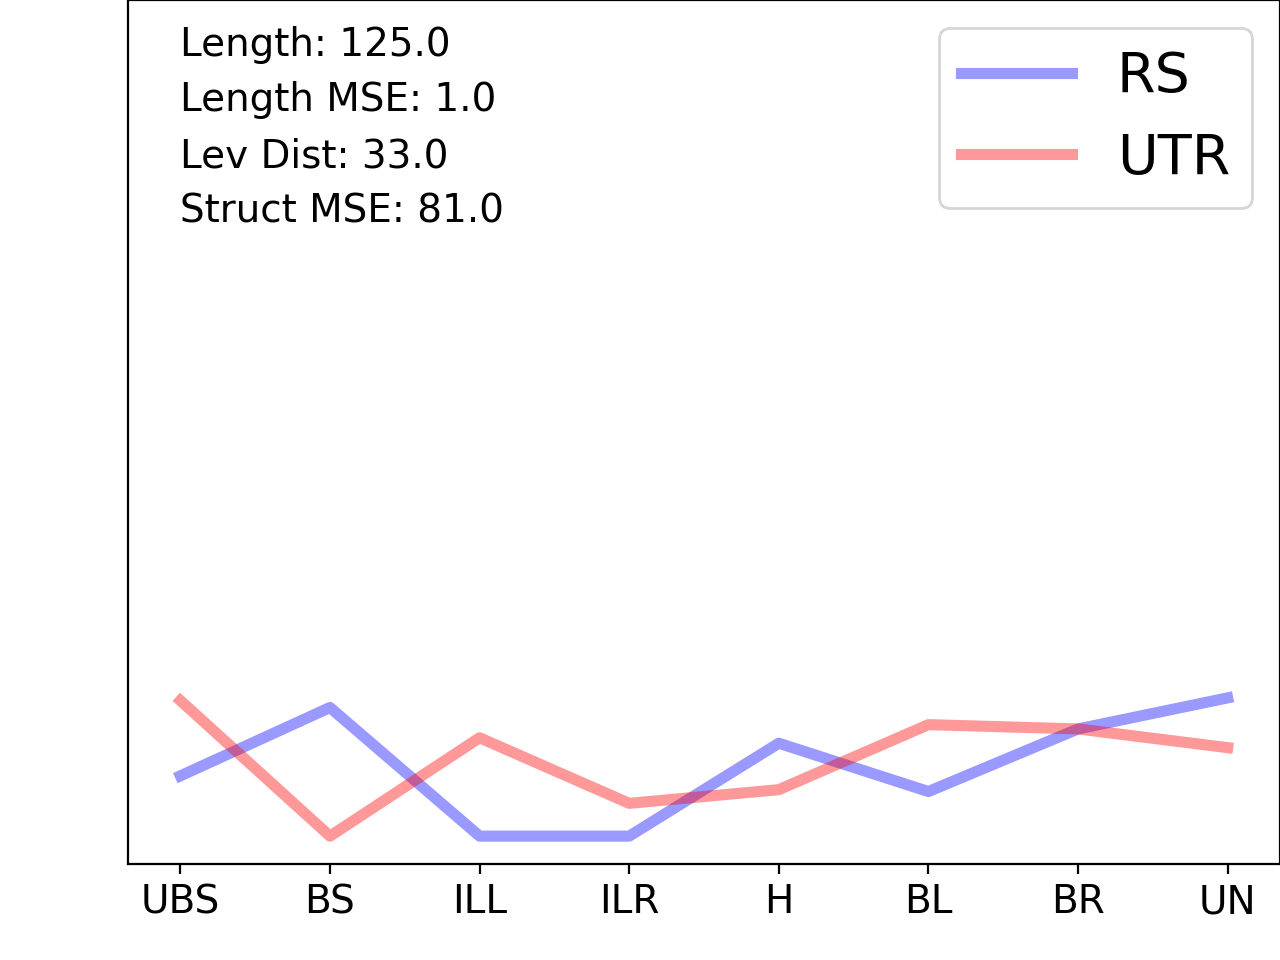 Length: 125.0
Length MSE: 1.0
Lev Dist: 33.0
Struct MSE: 81.0
RS
UTR
UBS BS ILL ILR H BL BR UN